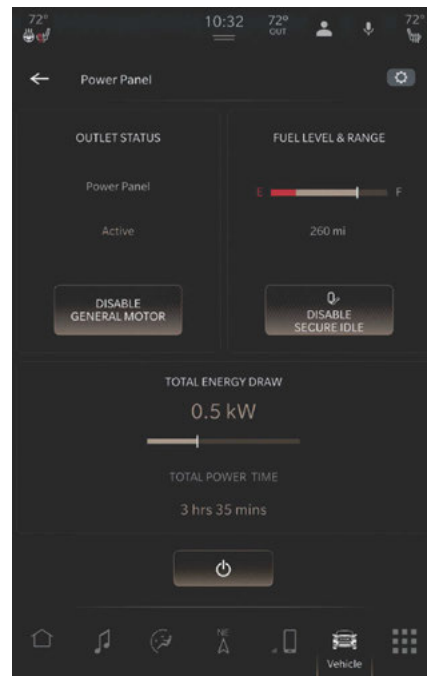 72°
10:32
72°
OUT
72°
Power Panel
OUTLET STATUS
FUEL LEVEL & RANGE
Power Panel
E
F
Active
260 mi
DISABLE
GENERAL MOTOR
DISABLE
SECURE IDLE
TOTAL ENERGY DRAW
0.5 kW
TOTAL POWER TIME
3 hrs 35 mins
NE
Vehicle